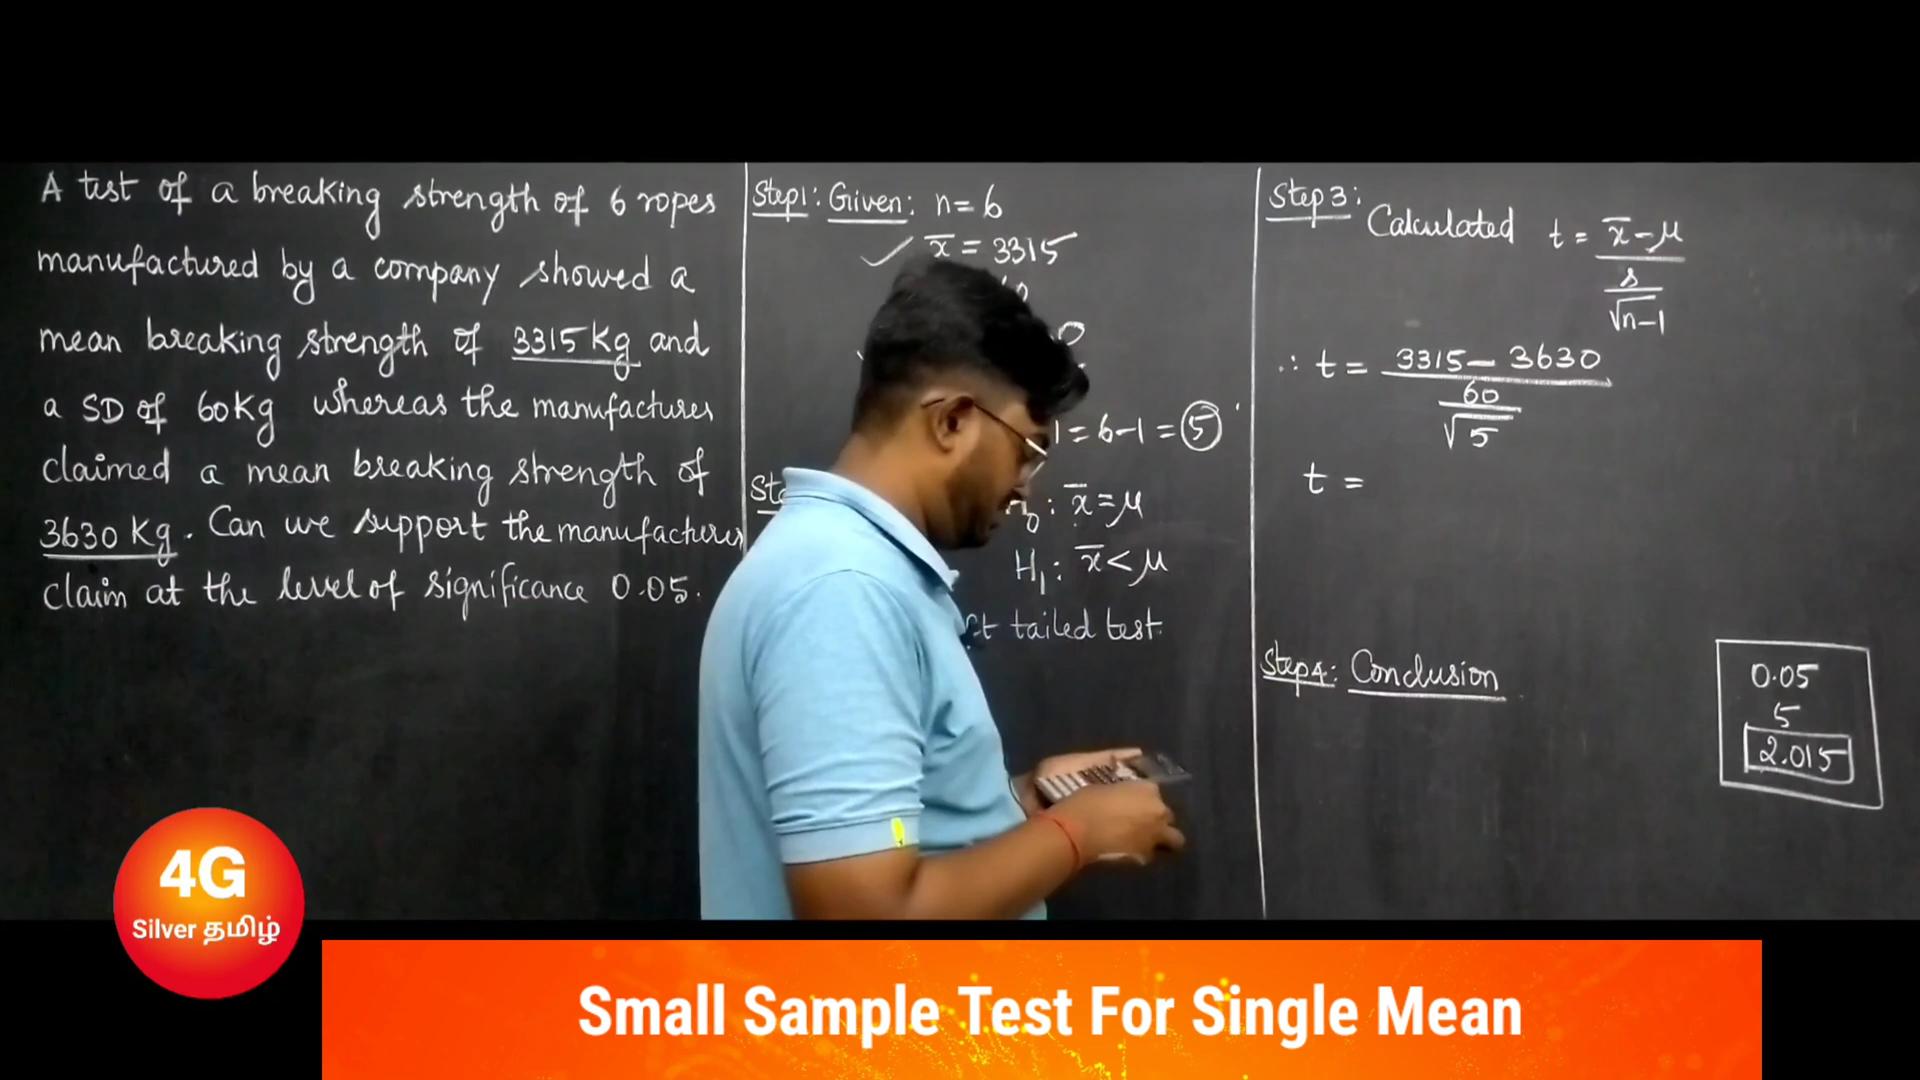 A test of a breaking strength of 6 ropes
manufactured by a company showed a
mean breaking strength of 3315 kg and
a SD of 60Kg whereas the manufacturer
claimed a mean breaking strength of
3630 Kg. Can we support the manufacturer
claim at the level of significance 0.05.
Step1: Given: n= 6
x̄ = 3315
1 = 6-1 = 5
: x̄ = μ
H₁: x̄ < μ
tailed test.
Step3:
Calculated t = x̄ - μ
s
√n-1
∴ t = 3315 - 3630
60
√5
t =
Step4: Conclusion
0.05
5
2.015
4G
Silver தமிழ்
Small Sample Test For Single Mean